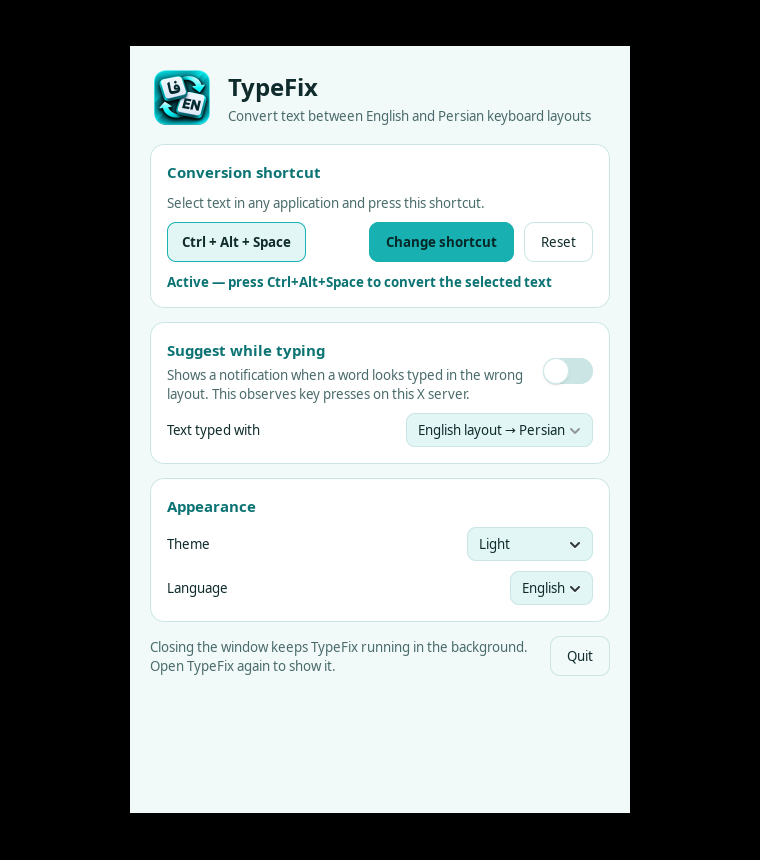 فا
EN
TypeFix
Convert text between English and Persian keyboard layouts
Conversion shortcut
Select text in any application and press this shortcut.
Ctrl + Alt + Space
Change shortcut
Reset
Active — press Ctrl+Alt+Space to convert the selected text
Suggest while typing
Shows a notification when a word looks typed in the wrong
layout. This observes key presses on this X server.
Text typed with
English layout → Persian
Appearance
Theme
Light
Language
English
Closing the window keeps TypeFix running in the background.
Open TypeFix again to show it.
Quit